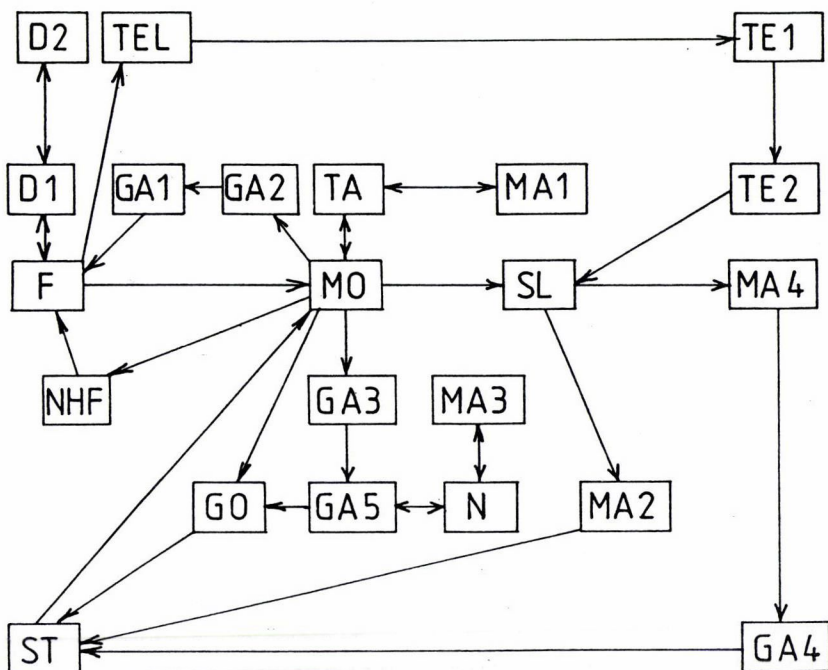 D2 TEL TE1
D1 GA1 GA2 TA MA1 TE2
F MO SL MA4
NHF GA3 MA3
GO GA5 N MA2
ST GA4